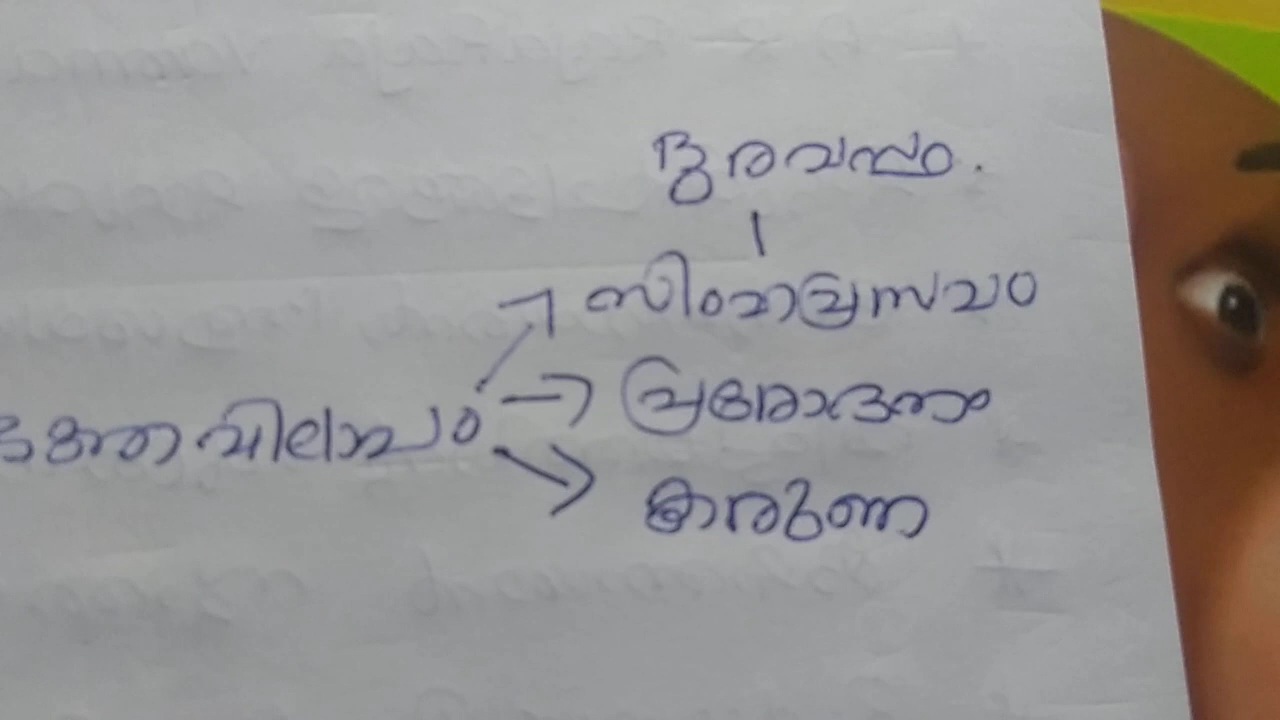 ദുരവസ്ഥ.
സിംഹപ്രസവം
പ്രരോദനം
വിലാപം
കരുണ